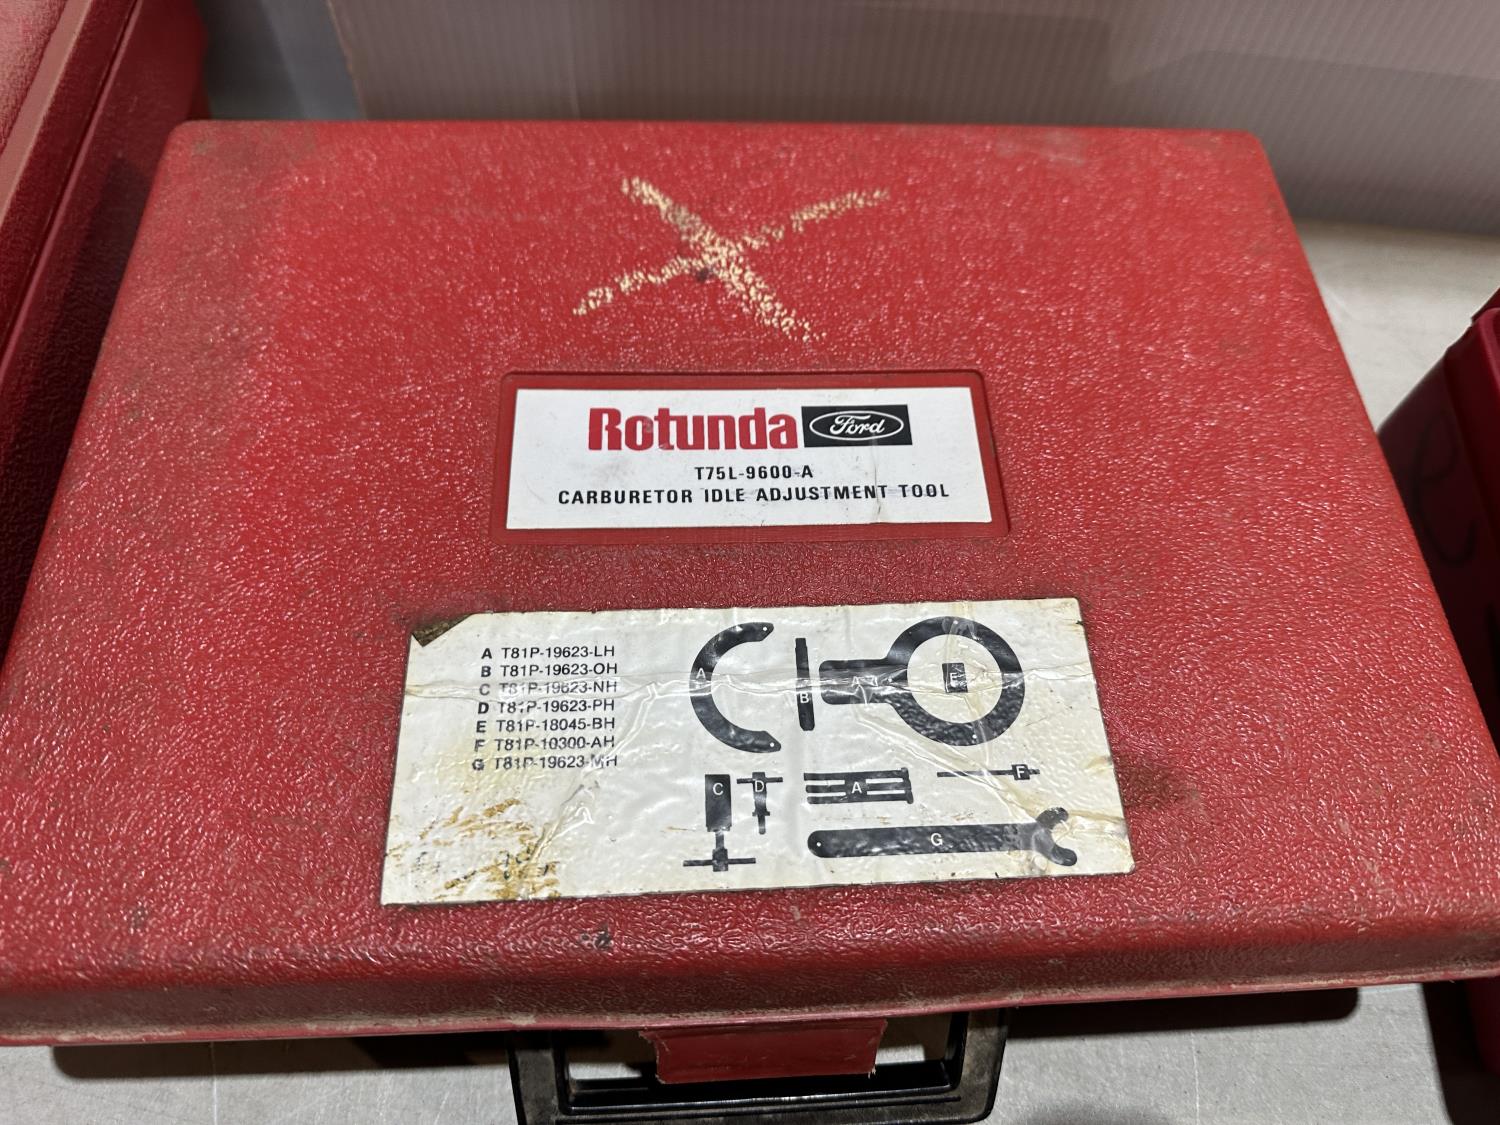 Rotunda Ford
T75L-9600-A
CARBURETOR IDLE ADJUSTMENT TOOL
A T81P-19623-LH
B T81P-19623-OH
C T81P-19623-NH
D T81P-19623-PH
E T81P-18045-BH
F T81P-10300-AH
G T81P-19623-MH
A
B
A
E
C
D
A
F
G